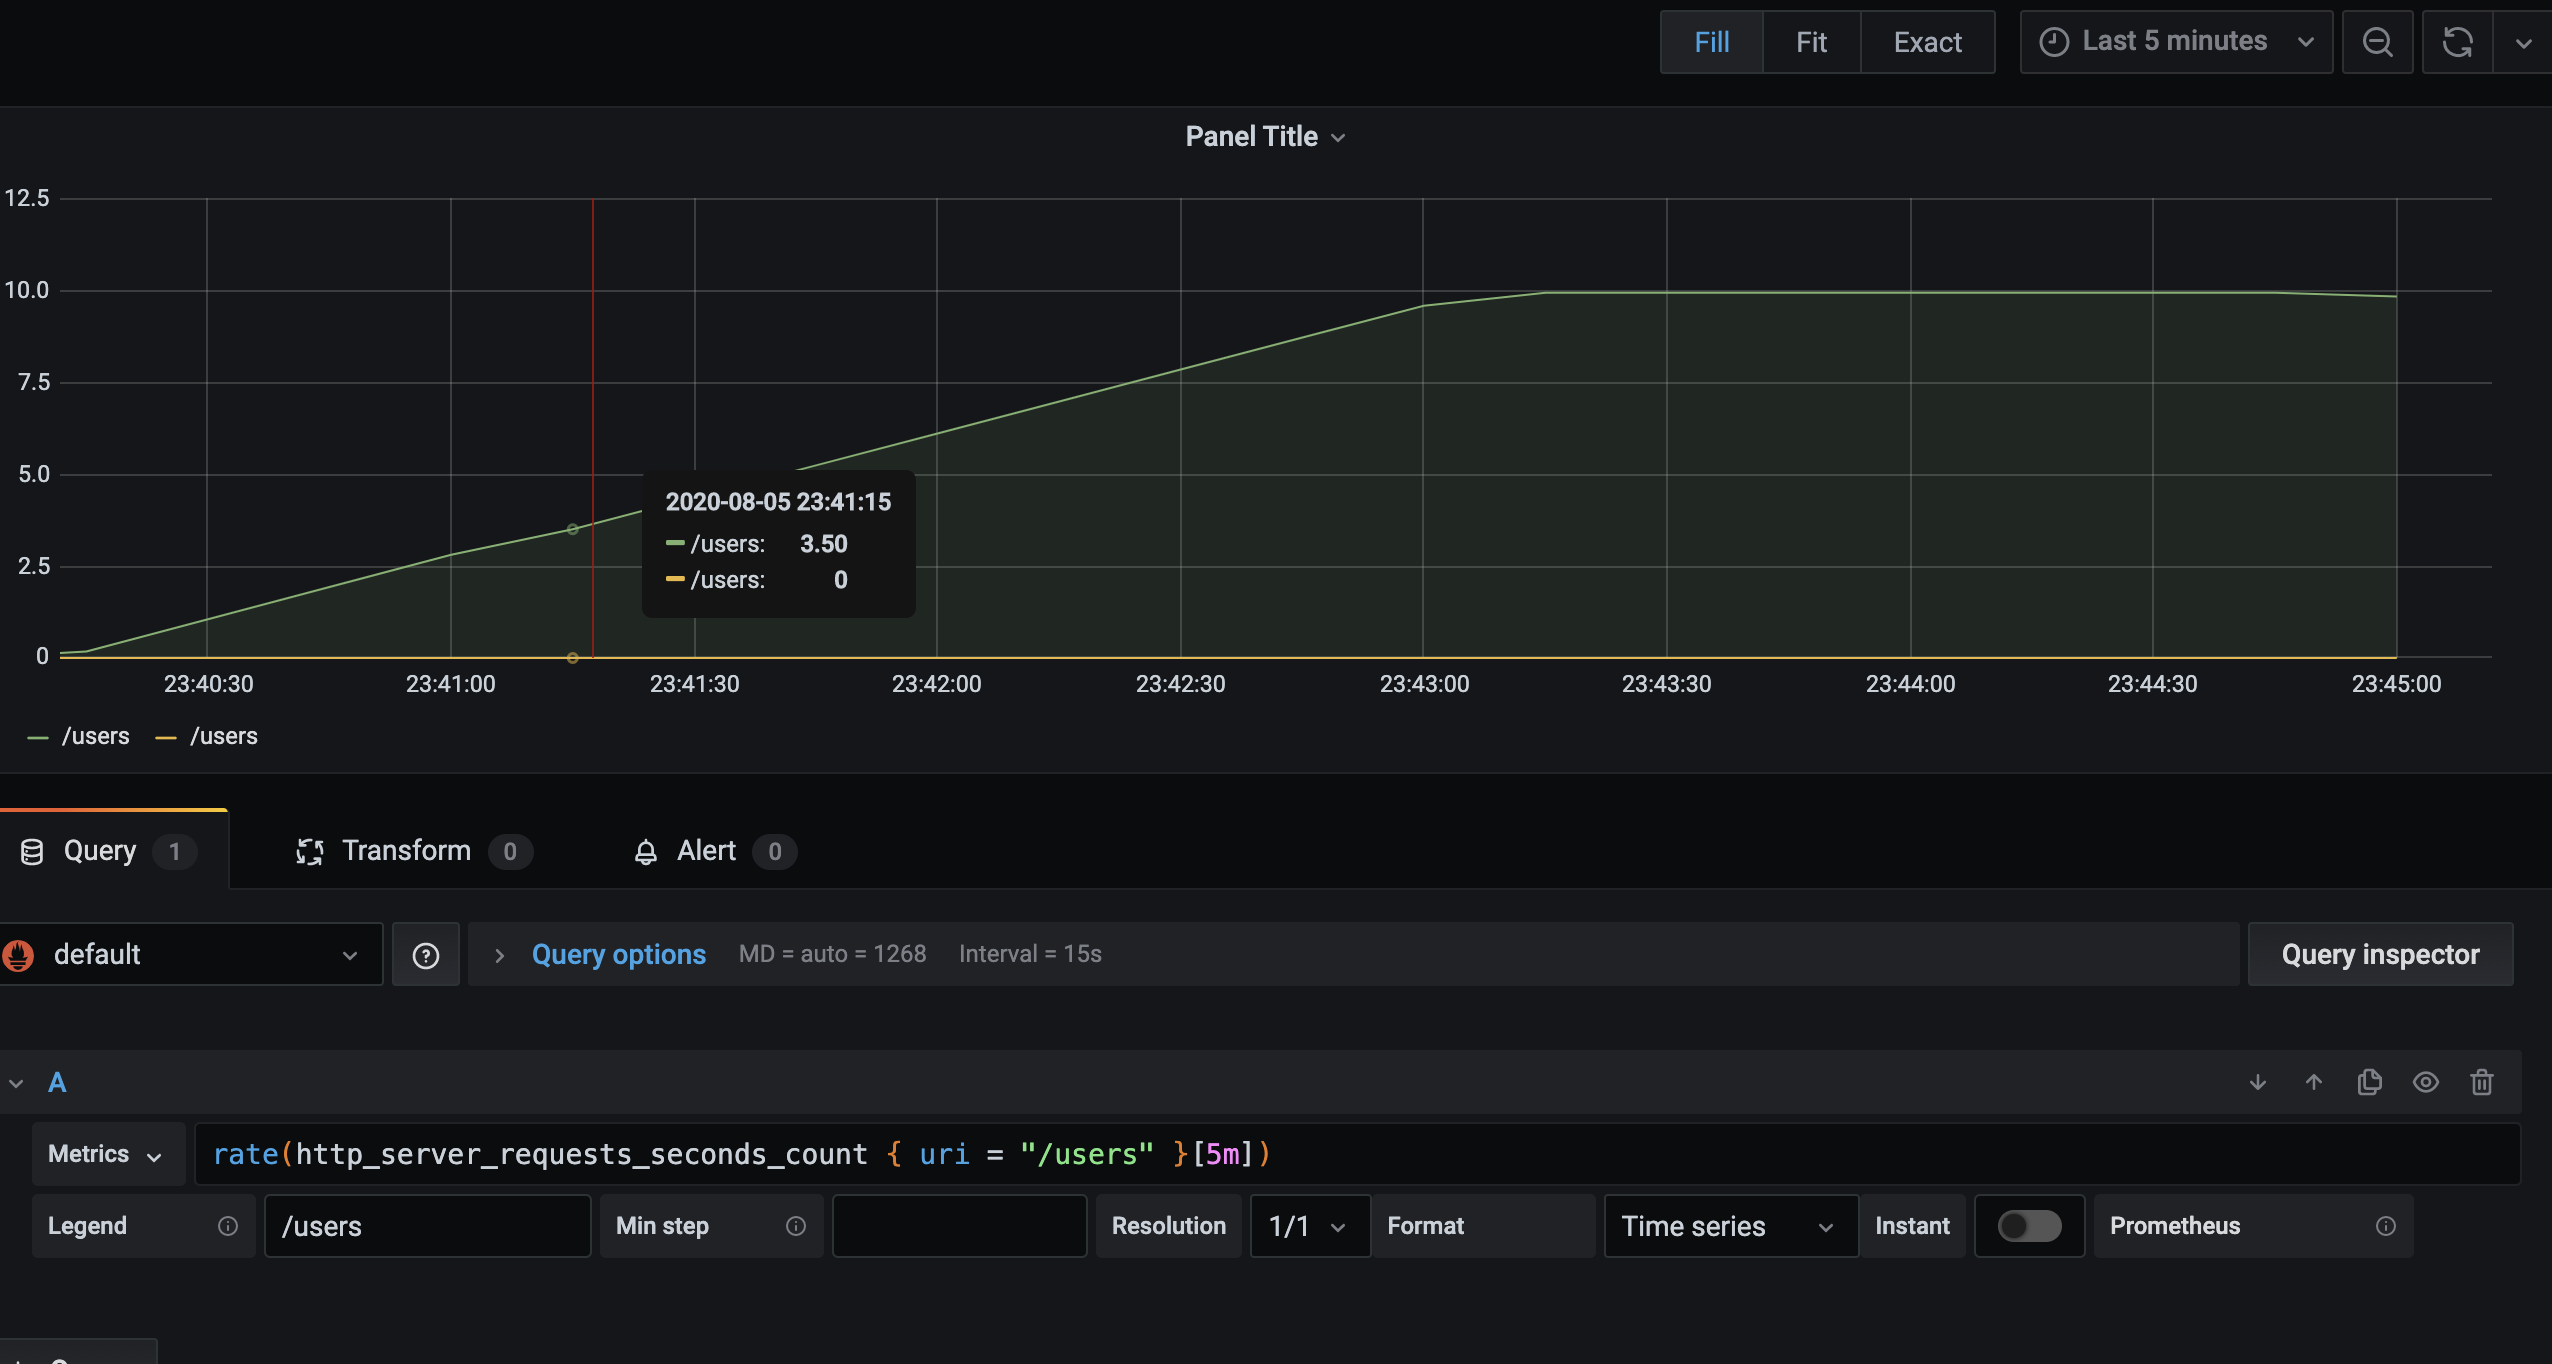 Fill Fit Exact Last 5 minutes
Panel Title
12.5
10.0
7.5
5.0
2.5
0
2020-08-05 23:41:15
/users: 3.50
/users: 0
23:40:30 23:41:00 23:41:30 23:42:00 23:42:30 23:43:00 23:43:30 23:44:00 23:44:30 23:45:00
/users /users
Query 1 Transform 0 Alert 0
default Query options MD = auto = 1268 Interval = 15s Query inspector
A
Metrics rate(http_server_requests_seconds_count { uri = "/users" }[5m])
Legend /users Min step Resolution 1/1 Format Time series Instant Prometheus